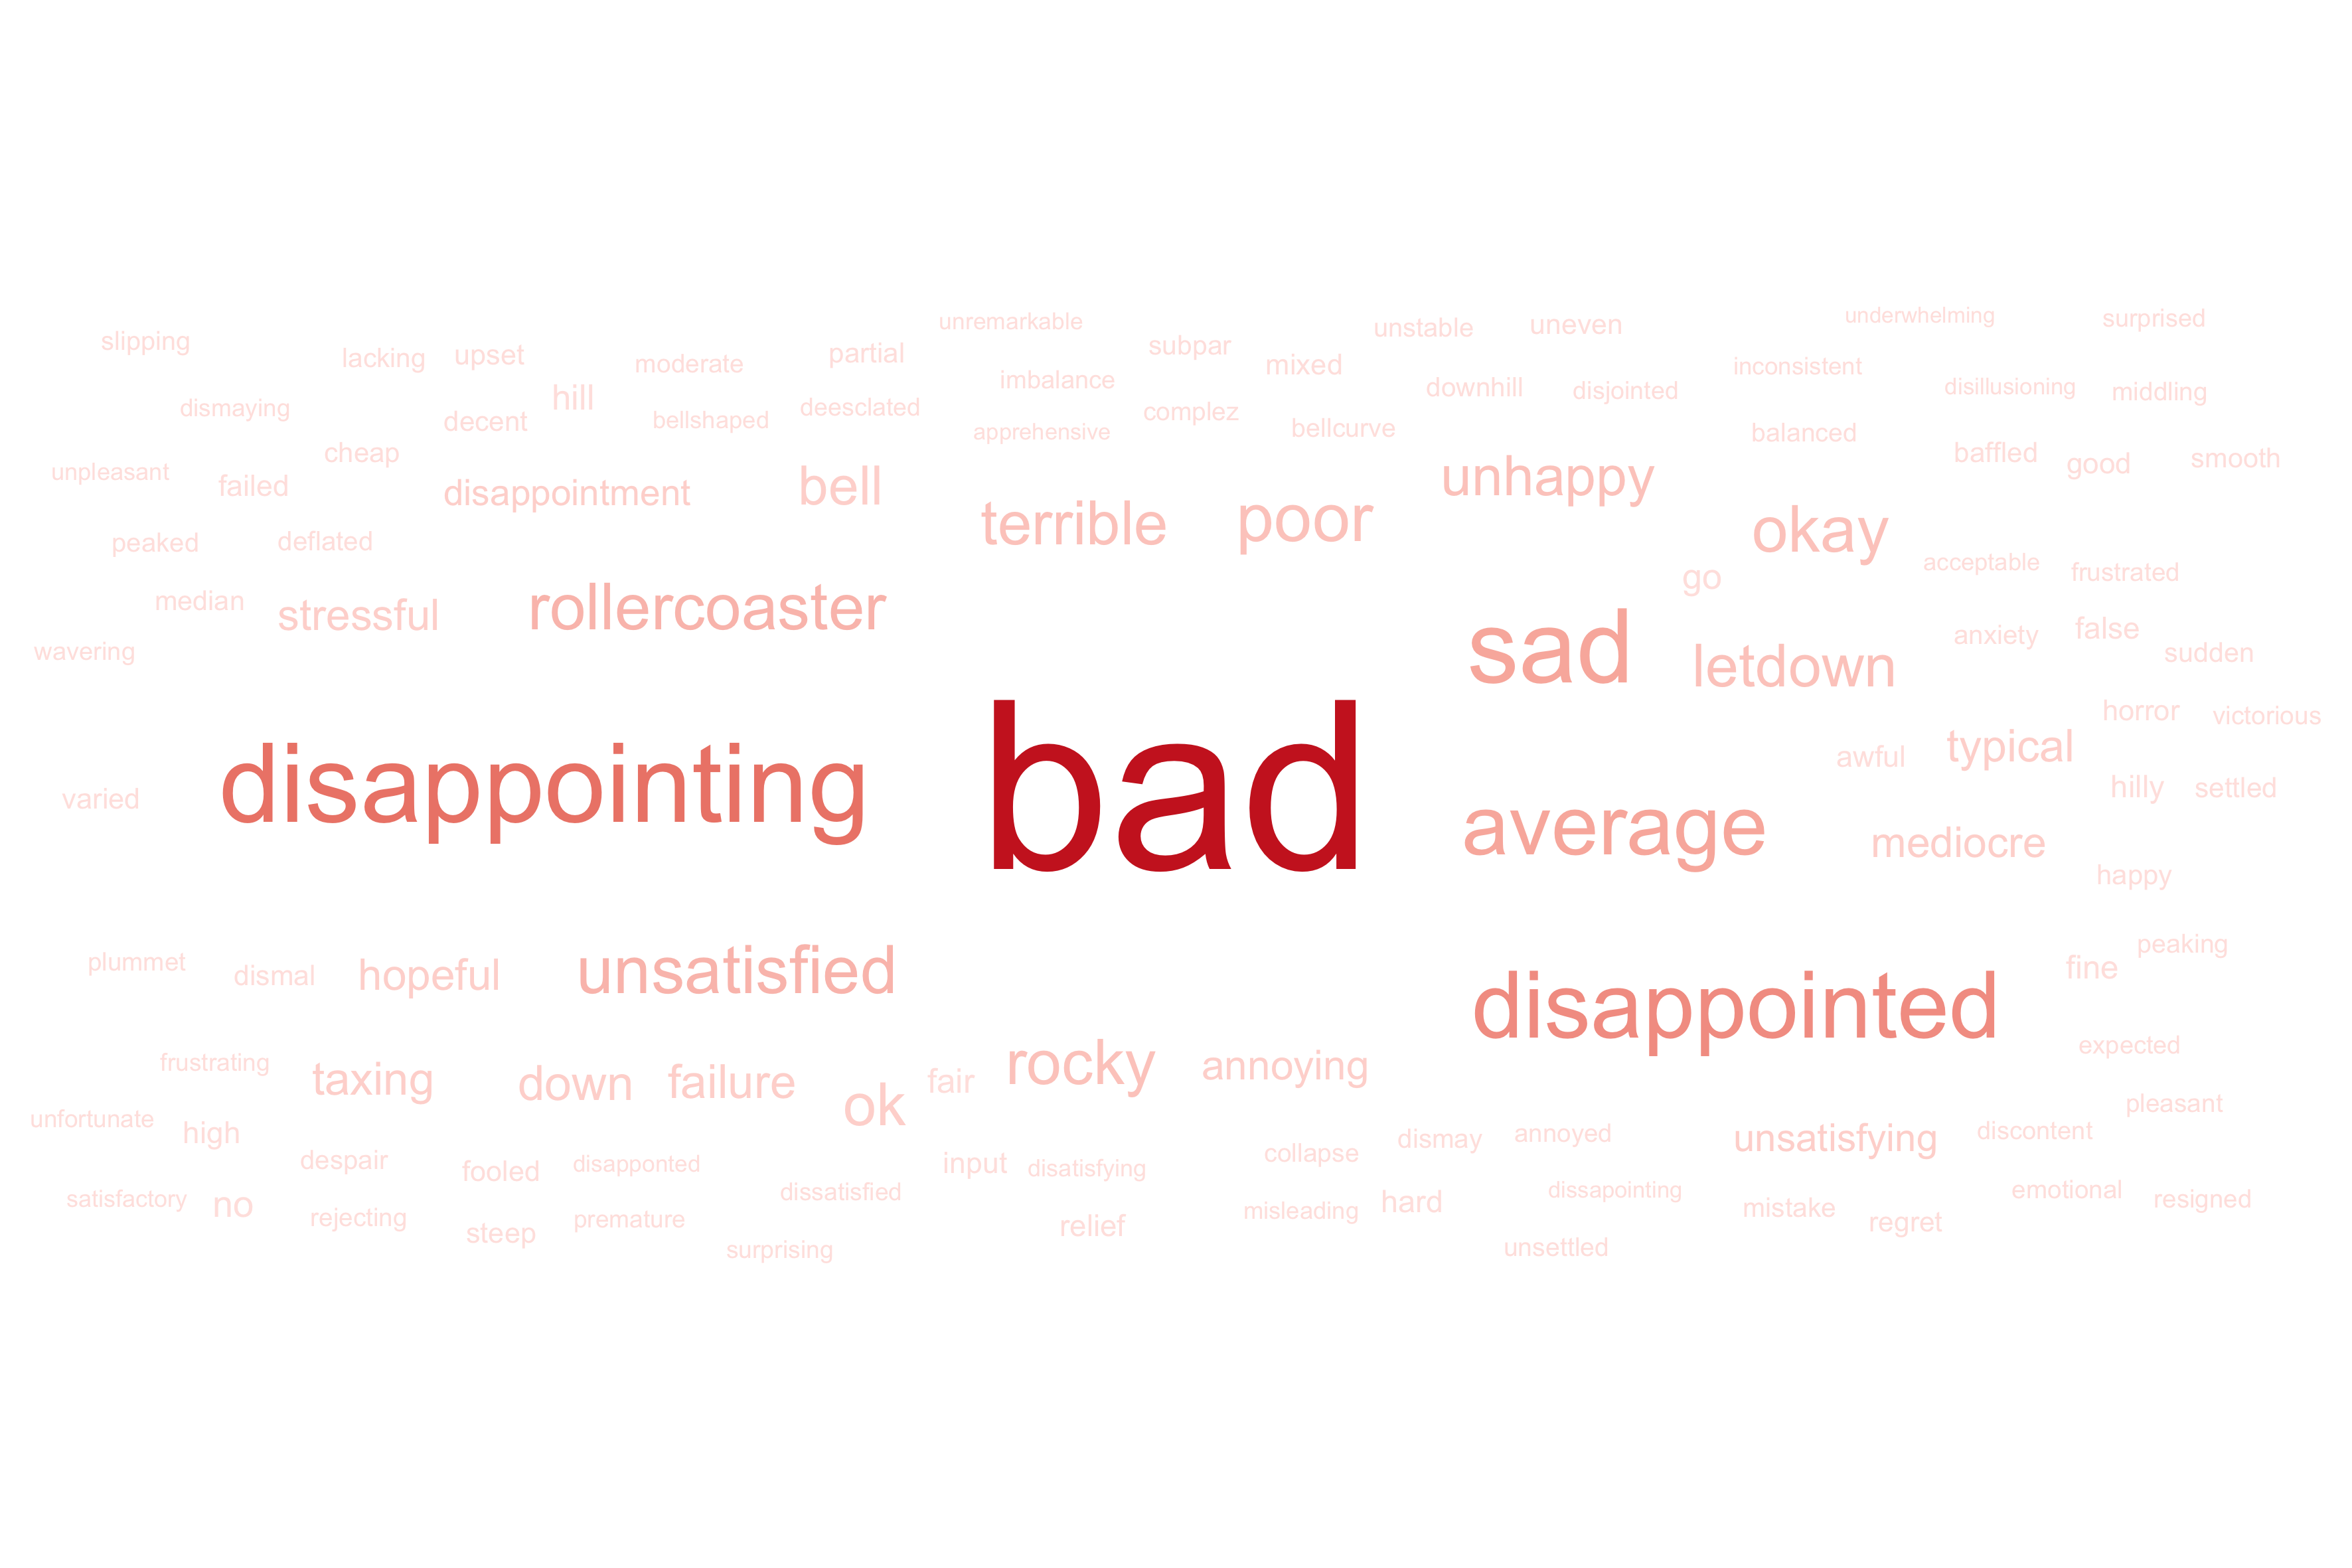 unremarkable
underwhelming
surprised
slipping
unstable
uneven
lacking
upset
moderate
partial
subpar
mixed
inconsistent
imbalance
downhill
disjointed
disillusioning
middling
dismaying
hill
decent
bellshaped
deesclated
complez
apprehensive
bellcurve
balanced
cheap
baffled
good
smooth
unpleasant
failed
disappointment
bell
terrible
poor
unhappy
okay
peaked
deflated
go
acceptable
frustrated
median
stressful
rollercoaster
sad
anxiety
false
wavering
letdown
sudden
horror
victorious
disappointing
bad
awful
typical
varied
hilly
settled
average
mediocre
happy
plummet
dismal
hopeful
unsatisfied
disappointed
fine
peaking
frustrating
taxing
down
failure
ok
fair
rocky
annoying
expected
unfortunate
high
pleasant
despair
fooled
disapponted
input
disatisfying
collapse
dismay
annoyed
unsatisfying
discontent
satisfactory
no
rejecting
steep
premature
dissatisfied
surprising
relief
misleading
hard
dissapointing
unsettled
mistake
regret
emotional
resigned